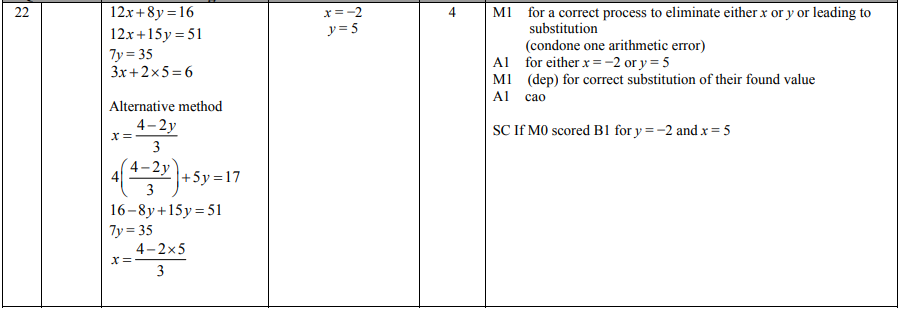 22
12x+8y=16
12x+15y=51
7y=35
3x+2×5=6
Alternative method
x = (4−2y)/3
4((4−2y)/3)+5y=17
16−8y+15y=51
7y=35
x = (4−2×5)/3
x=−2
y=5
4
M1 for a correct process to eliminate either x or y or leading to
substitution
(condone one arithmetic error)
A1 for either x=−2 or y=5
M1 (dep) for correct substitution of their found value
A1 cao
SC If M0 scored B1 for y=−2 and x=5